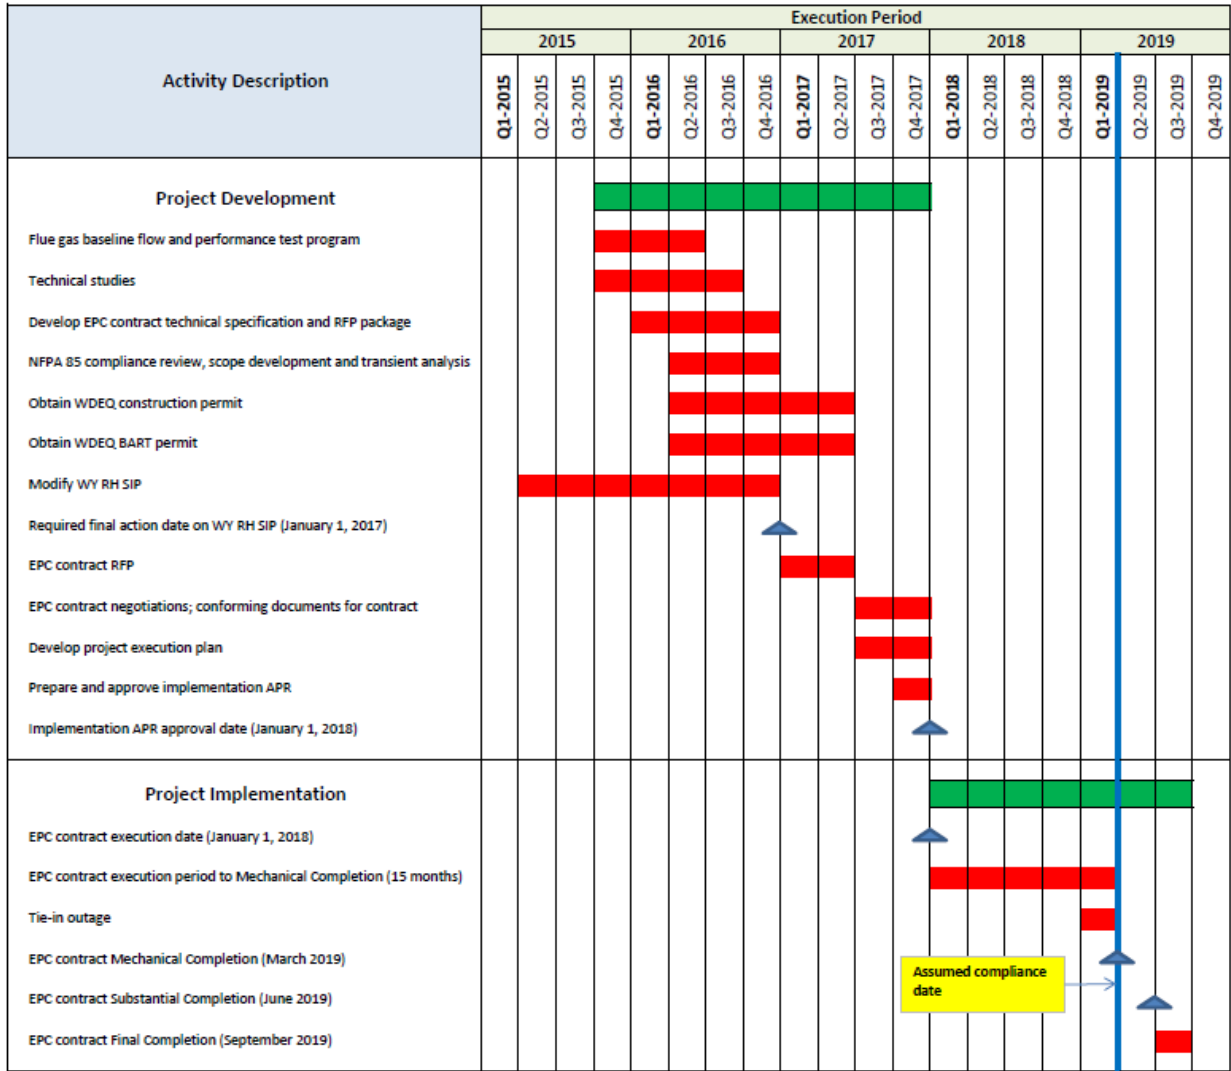 Execution Period
2015 2016 2017 2018 2019
Activity Description
Q1-2015 Q2-2015 Q3-2015 Q4-2015 Q1-2016 Q2-2016 Q3-2016 Q4-2016 Q1-2017 Q2-2017 Q3-2017 Q4-2017 Q1-2018 Q2-2018 Q3-2018 Q4-2018 Q1-2019 Q2-2019 Q3-2019 Q4-2019
Project Development
Flue gas baseline flow and performance test program
Technical studies
Develop EPC contract technical specification and RFP package
NFPA 85 compliance review, scope development and transient analysis
Obtain WDEQ construction permit
Obtain WDEQ BART permit
Modify WY RH SIP
Required final action date on WY RH SIP (January 1, 2017)
EPC contract RFP
EPC contract negotiations; conforming documents for contract
Develop project execution plan
Prepare and approve implementation APR
Implementation APR approval date (January 1, 2018)
Project Implementation
EPC contract execution date (January 1, 2018)
EPC contract execution period to Mechanical Completion (15 months)
Tie-in outage
EPC contract Mechanical Completion (March 2019)
Assumed compliance
date
EPC contract Substantial Completion (June 2019)
EPC contract Final Completion (September 2019)